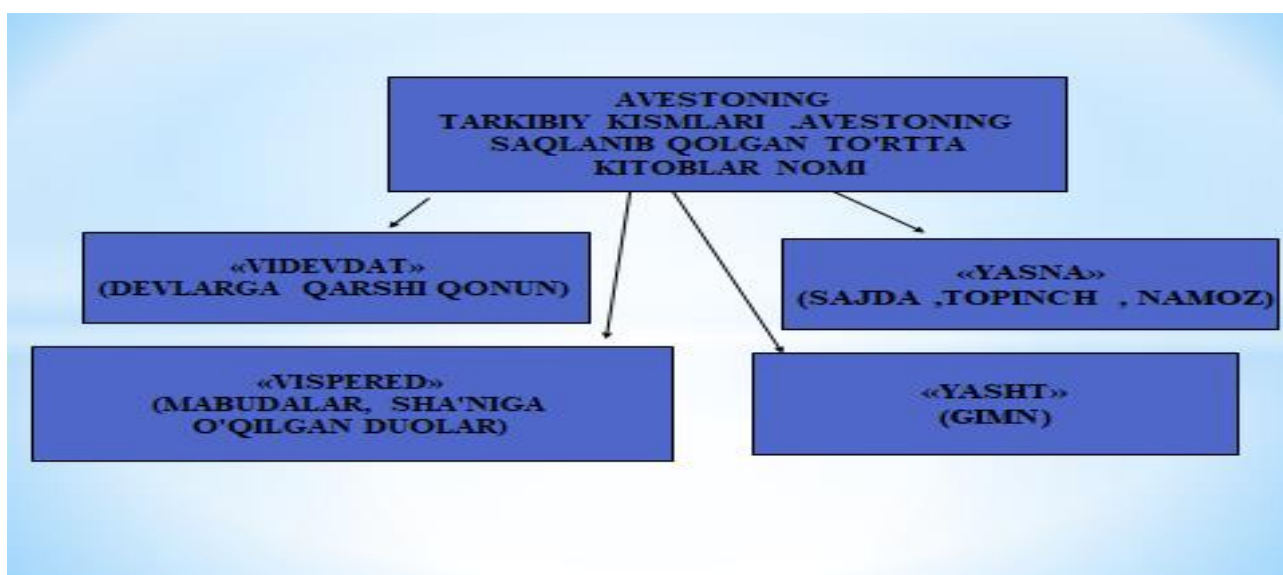 AVESTONING
TARKIBIY KISMLARI .AVESTONING
SAQLANIB QOLGAN TO'RTTA
KITOBLAR NOMI
«VIDEVDAT»
(DEVLARGA QARSHI QONUN)
«YASNA»
(SAJDA ,TOPINCH , NAMOZ)
«VISPERED»
(MABUDALAR, SHA'NIGA
O'QILGAN DUOLAR)
«YASHT»
(GIMN)